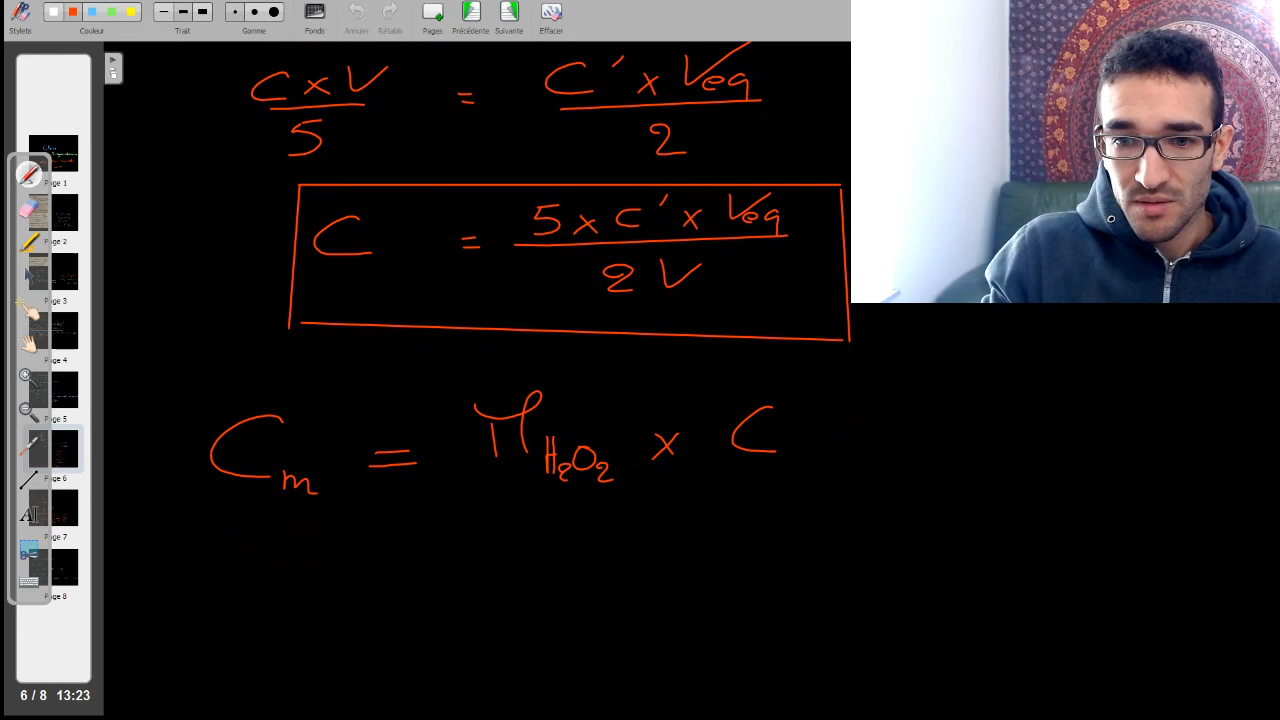 Stylets Couleur Trait Gomme Fonds Annuler Rétablir Pages Précédente Suivante Effacer
C x V / 5 = C' x Veq / 2
C = 5 x C' x Veq / 2 V
Cm = M H2O2 x C
Page 1
Page 2
Page 3
Page 4
Page 5
Page 6
Page 7
Page 8
6 / 8 13:23